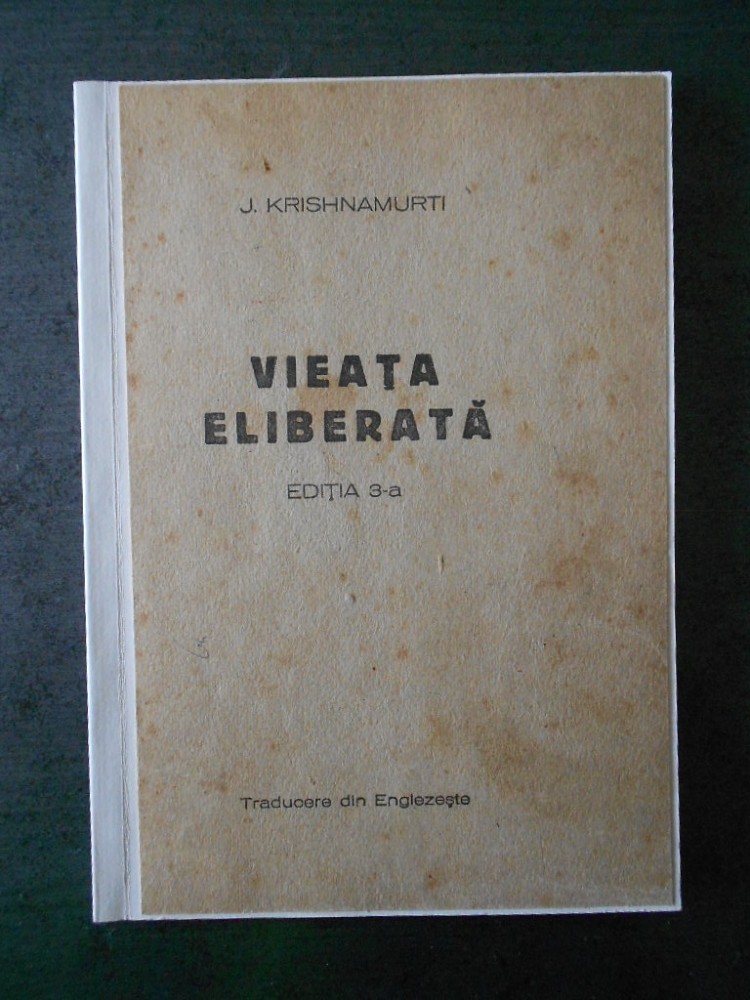 J. KRISHNAMURTI
VIEAȚA
ELIBERATĂ
EDIȚIA 3-a
Traducere din Englezește